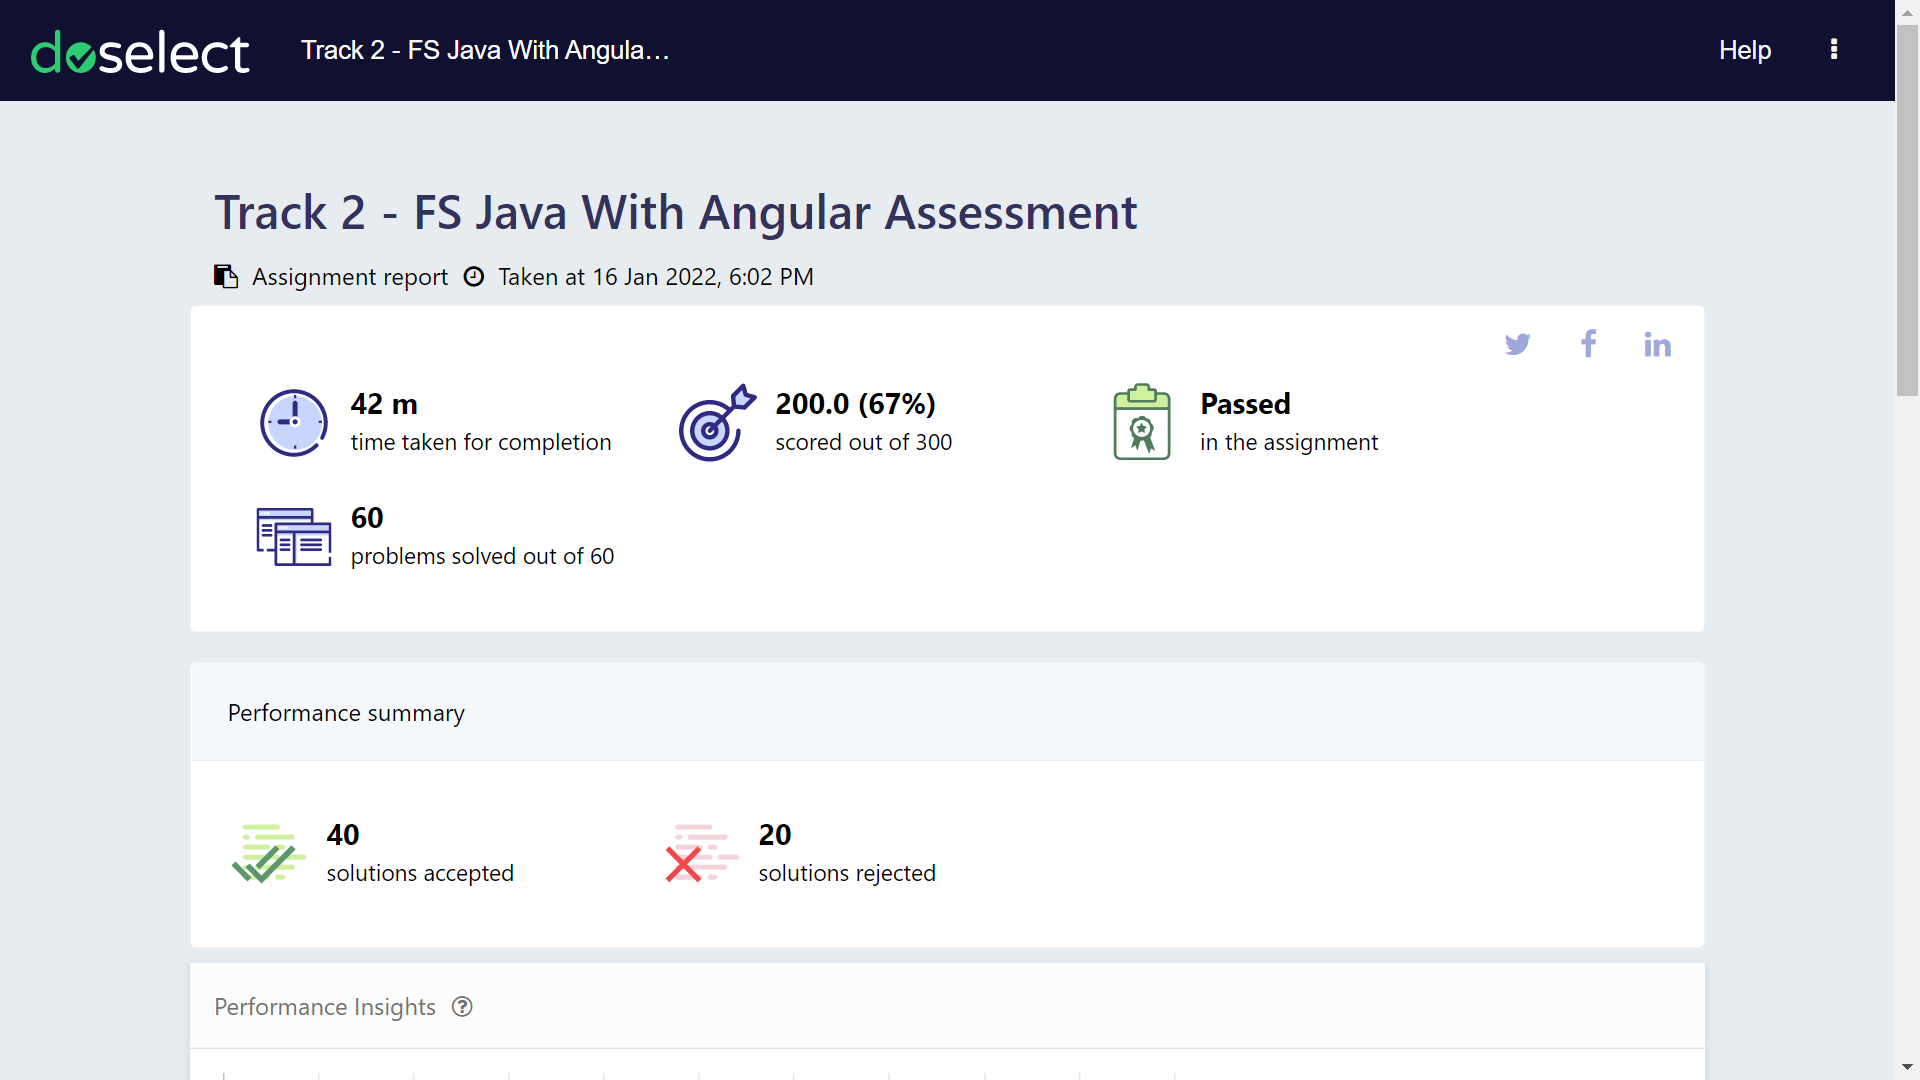 doselect
Track 2 - FS Java With Angula…
Help
Track 2 - FS Java With Angular Assessment
Assignment report Taken at 16 Jan 2022, 6:02 PM
42 m
time taken for completion
200.0 (67%)
scored out of 300
Passed
in the assignment
60
problems solved out of 60
Performance summary
40
solutions accepted
20
solutions rejected
Performance Insights